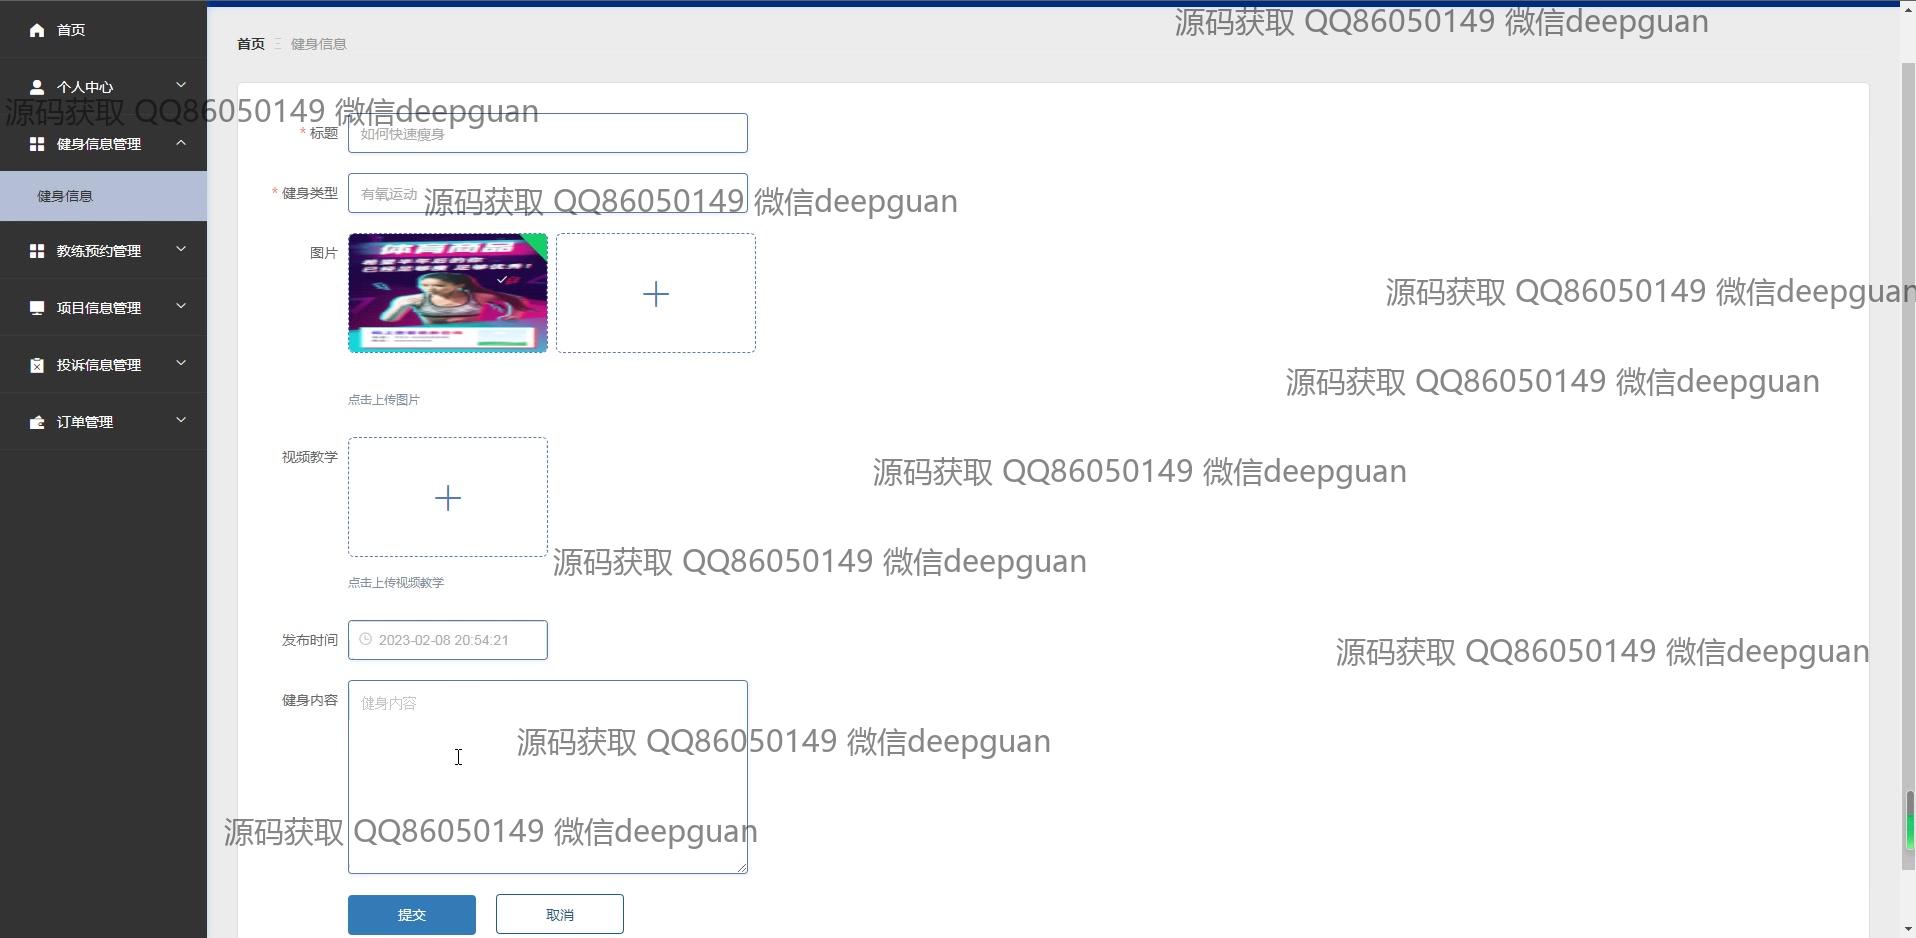 首页
个人中心
健身信息管理
健身信息
教练预约管理
项目信息管理
投诉信息管理
订单管理
源码获取 QQ86050149 微信deepguan
首页 健身信息
源码获取 QQ86050149 微信deepguan
* 标题 如何快速瘦身
* 健身类型 有氧运动
源码获取 QQ86050149 微信deepguan
图片
体育商品
点击上传图片
源码获取 QQ86050149 微信deepguan
源码获取 QQ86050149 微信deepguan
视频教学
源码获取 QQ86050149 微信deepguan
源码获取 QQ86050149 微信deepguan
点击上传视频教学
发布时间 2023-02-08 20:54:21
源码获取 QQ86050149 微信deepguan
健身内容 健身内容
源码获取 QQ86050149 微信deepguan
源码获取 QQ86050149 微信deepguan
提交 取消